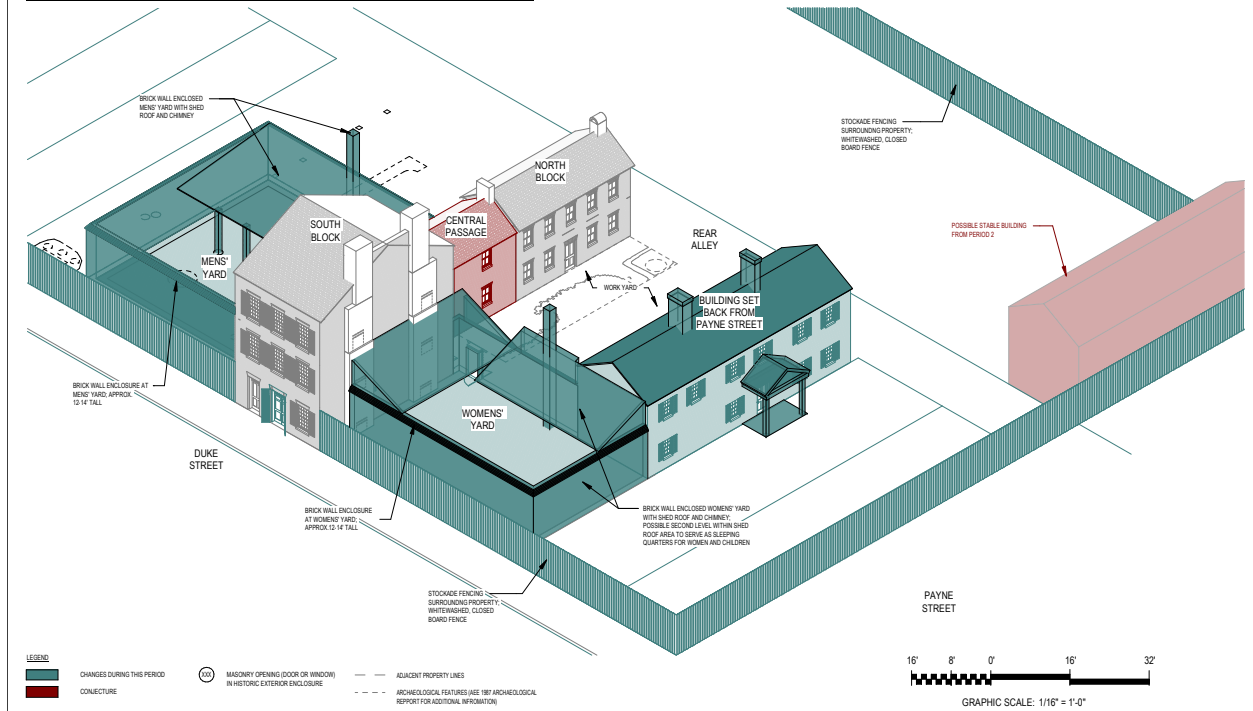 BRICK WALL ENCLOSED
MENS' YARD WITH SHED
ROOF AND CHIMNEY
STOCKADE FENCING
SURROUNDING PROPERTY;
WHITEWASHED, CLOSED
BOARD FENCE
NORTH
BLOCK
SOUTH
BLOCK
CENTRAL
PASSAGE
REAR
ALLEY
POSSIBLE STABLE BUILDING
FROM PERIOD 2
MENS'
YARD
WORK YARD
BUILDING SET
BACK FROM
PAYNE STREET
BRICK WALL ENCLOSURE AT
MENS' YARD; APPROX.
12-14' TALL
WOMENS'
YARD
DUKE
STREET
BRICK WALL ENCLOSURE
AT WOMENS' YARD;
APPROX.12-14' TALL
BRICK WALL ENCLOSED WOMENS' YARD
WITH SHED ROOF AND CHIMNEY;
POSSIBLE SECOND LEVEL WITHIN SHED
ROOF AREA TO SERVE AS SLEEPING
QUARTERS FOR WOMEN AND CHILDREN
STOCKADE FENCING
SURROUNDNG PROPERTY;
WHITEWASHED, CLOSED
BOARD FENCE
PAYNE
STREET
LEGEND
CHANGES DURING THIS PERIOD
CONJECTURE
XXX
MASONRY OPENING (DOOR OR WINDOW)
IN HISTORIC EXTERIOR ENCLOSURE
ADJACENT PROPERTY LINES
ARCHAEOLOGICAL FEATURES (AEE 1987 ARCHAEOLOGICAL
REPPORT FOR ADDITIONAL INFROMATION)
16' 8' 0' 16' 32'
GRAPHIC SCALE: 1/16" = 1'-0"